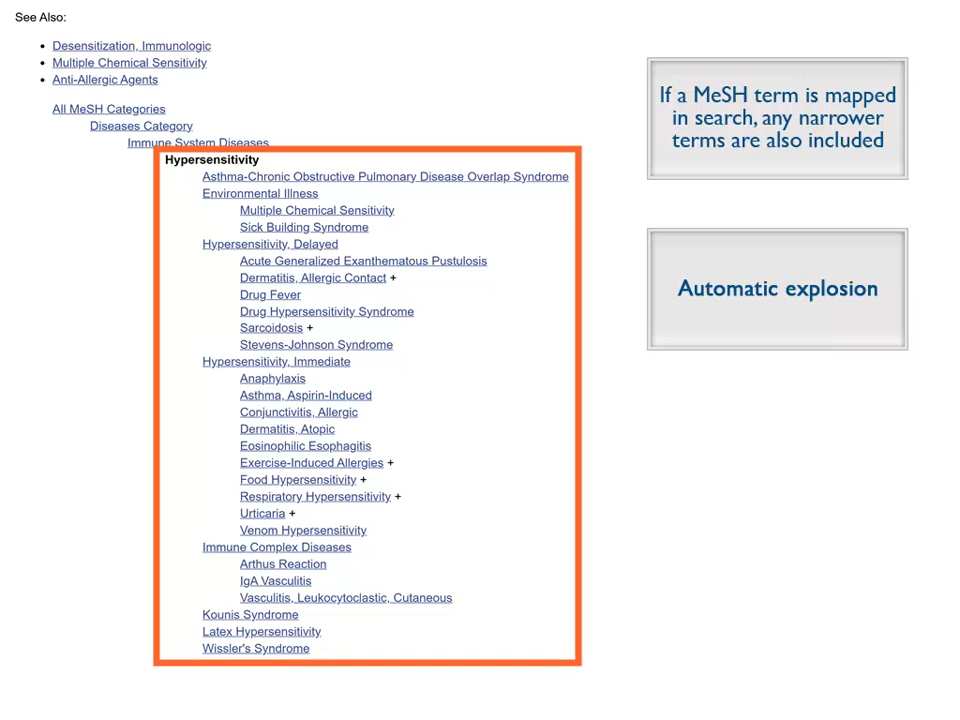 See Also:
• Desensitization, Immunologic
• Multiple Chemical Sensitivity
• Anti-Allergic Agents
All MeSH Categories
Diseases Category
Immune System Diseases
Hypersensitivity
Asthma-Chronic Obstructive Pulmonary Disease Overlap Syndrome
Environmental Illness
Multiple Chemical Sensitivity
Sick Building Syndrome
Hypersensitivity, Delayed
Acute Generalized Exanthematous Pustulosis
Dermatitis, Allergic Contact +
Drug Fever
Drug Hypersensitivity Syndrome
Sarcoidosis +
Stevens-Johnson Syndrome
Hypersensitivity, Immediate
Anaphylaxis
Asthma, Aspirin-Induced
Conjunctivitis, Allergic
Dermatitis, Atopic
Eosinophilic Esophagitis
Exercise-Induced Allergies +
Food Hypersensitivity +
Respiratory Hypersensitivity +
Urticaria +
Venom Hypersensitivity
Immune Complex Diseases
Arthus Reaction
IgA Vasculitis
Vasculitis, Leukocytoclastic, Cutaneous
Kounis Syndrome
Latex Hypersensitivity
Wissler's Syndrome
If a MeSH term is mapped
in search, any narrower
terms are also included
Automatic explosion